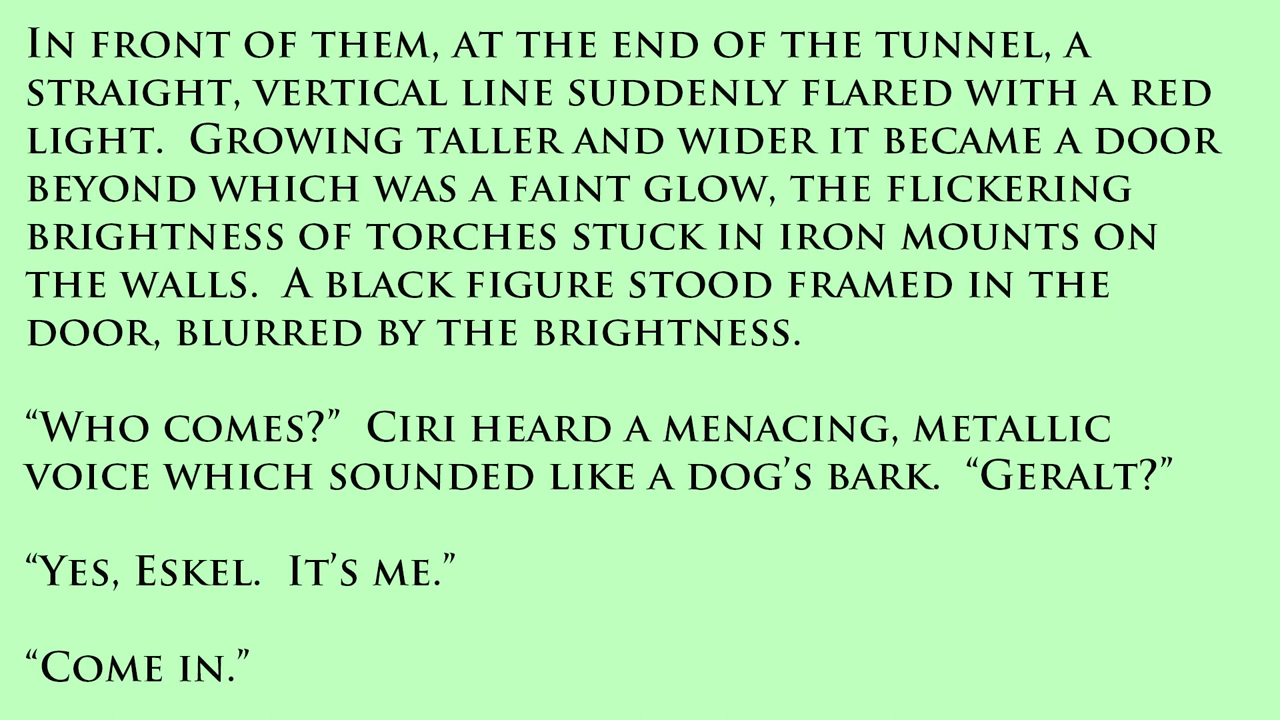 In front of them, at the end of the tunnel, a
straight, vertical line suddenly flared with a red
light.  Growing taller and wider it became a door
beyond which was a faint glow, the flickering
brightness of torches stuck in iron mounts on
the walls.  A black figure stood framed in the
door, blurred by the brightness.
“Who comes?”  Ciri heard a menacing, metallic
voice which sounded like a dog’s bark.  “Geralt?”
“Yes, Eskel.  It’s me.”
“Come in.”